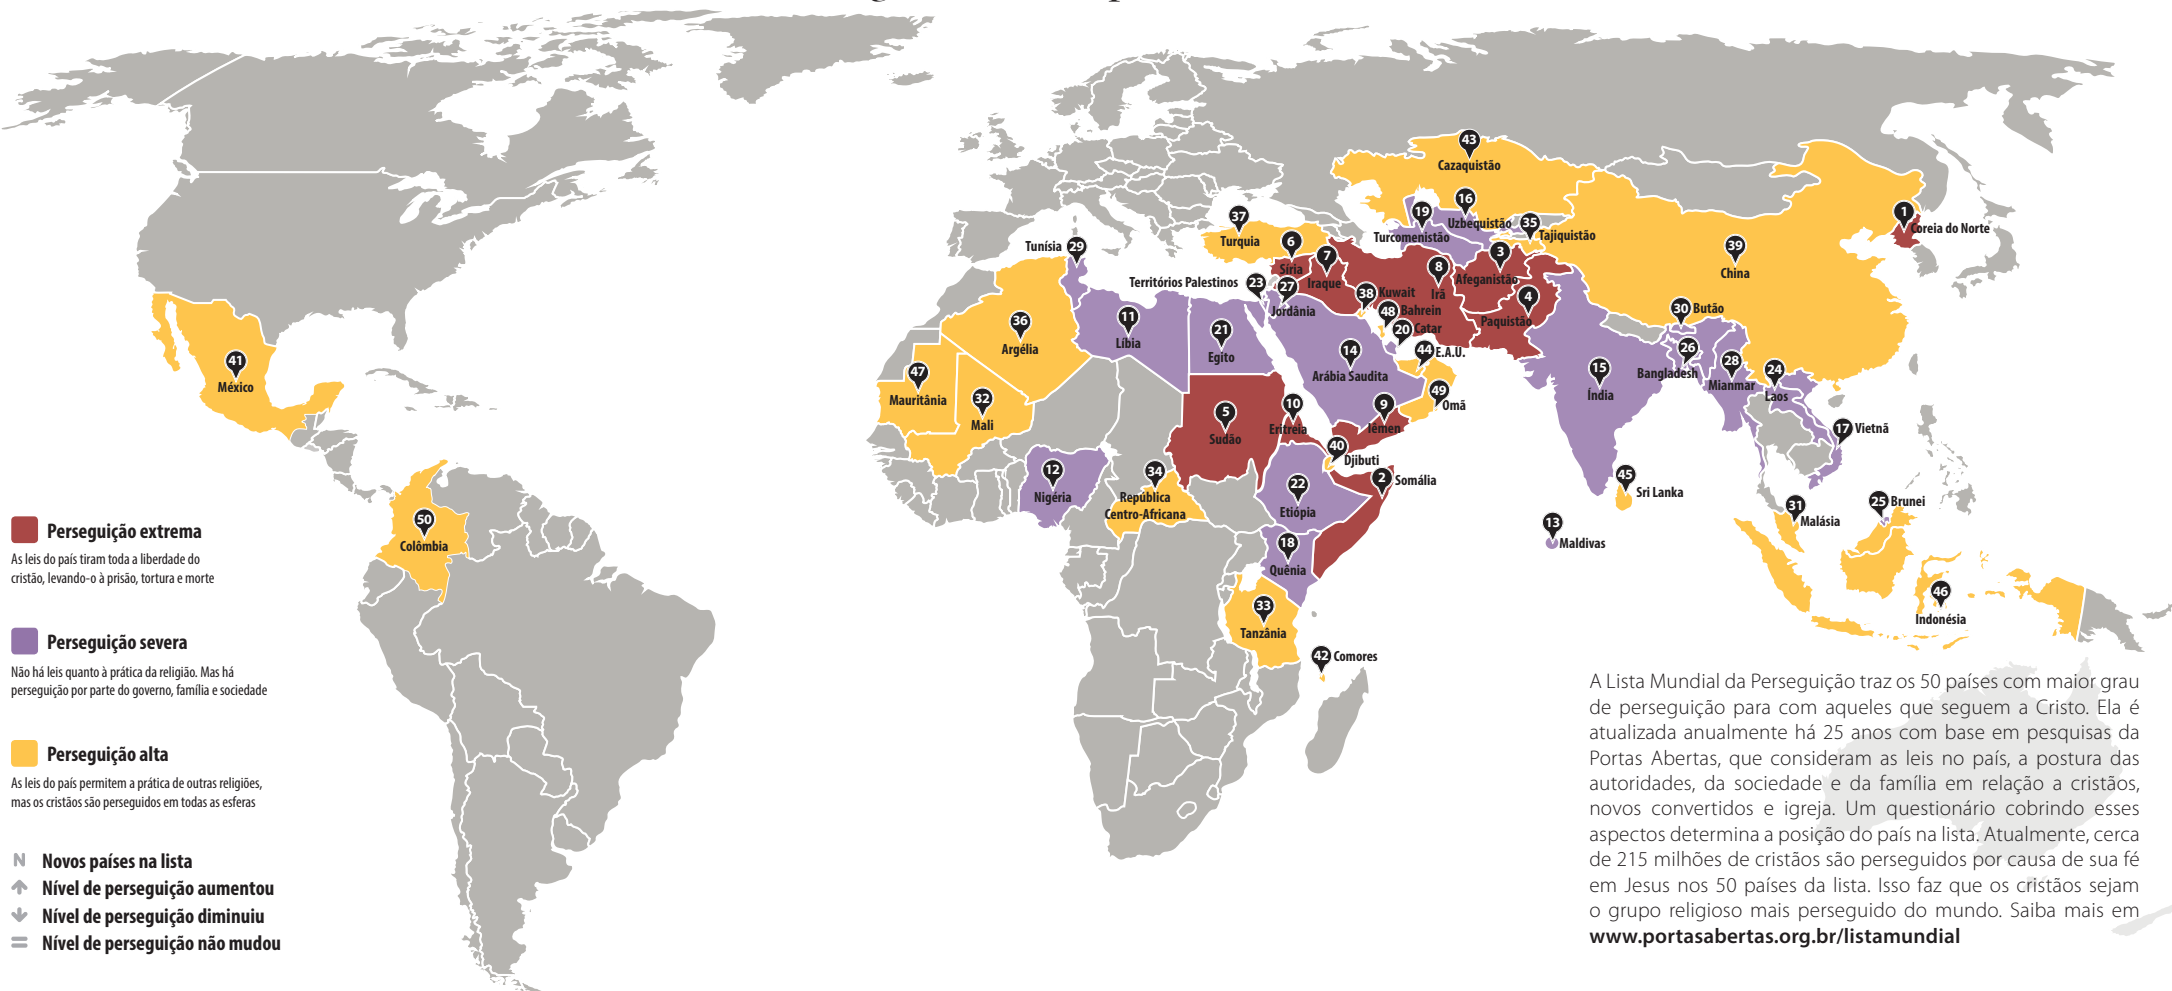 43
Cazaquistão
16
Uzbequistão
19
Turcomenistão
35
Tajiquistão
1
Coreia do Norte
37
Turquia
6
Síria
7
Iraque
8
Irã
3
Afeganistão
4
Paquistão
39
China
Tunísia 29
Territórios Palestinos 23
27
Jordânia
38 Kuwait
48 Bahrein
20 Catar
44 E.A.U.
49
Omã
30 Butão
26
Bangladesh
28
Mianmar
24
Laos
17 Vietnã
36
Argélia
11
Líbia
21
Egito
14
Arábia Saudita
15
Índia
41
México
47
Mauritânia
32
Mali
5
Sudão
10
Eritreia
9
Iêmen
40
Djibuti
2 Somália
12
Nigéria
34
República
Centro-Africana
22
Etiópia
45
Sri Lanka
13
Maldivas
31
Malásia
25 Brunei
50
Colômbia
18
Quênia
33
Tanzânia
42 Comores
46
Indonésia
Perseguição extrema
As leis do país tiram toda a liberdade do
cristão, levando-o à prisão, tortura e morte
Perseguição severa
Não há leis quanto à prática da religião. Mas há
perseguição por parte do governo, família e sociedade
Perseguição alta
As leis do país permitem a prática de outras religiões,
mas os cristãos são perseguidos em todas as esferas
N Novos países na lista
Nível de perseguição aumentou
Nível de perseguição diminuiu
Nível de perseguição não mudou
A Lista Mundial da Perseguição traz os 50 países com maior grau
de perseguição para com aqueles que seguem a Cristo. Ela é
atualizada anualmente há 25 anos com base em pesquisas da
Portas Abertas, que consideram as leis no país, a postura das
autoridades, da sociedade e da família em relação a cristãos,
novos convertidos e igreja. Um questionário cobrindo esses
aspectos determina a posição do país na lista. Atualmente, cerca
de 215 milhões de cristãos são perseguidos por causa de sua fé
em Jesus nos 50 países da lista. Isso faz que os cristãos sejam
o grupo religioso mais perseguido do mundo. Saiba mais em
www.portasabertas.org.br/listamundial